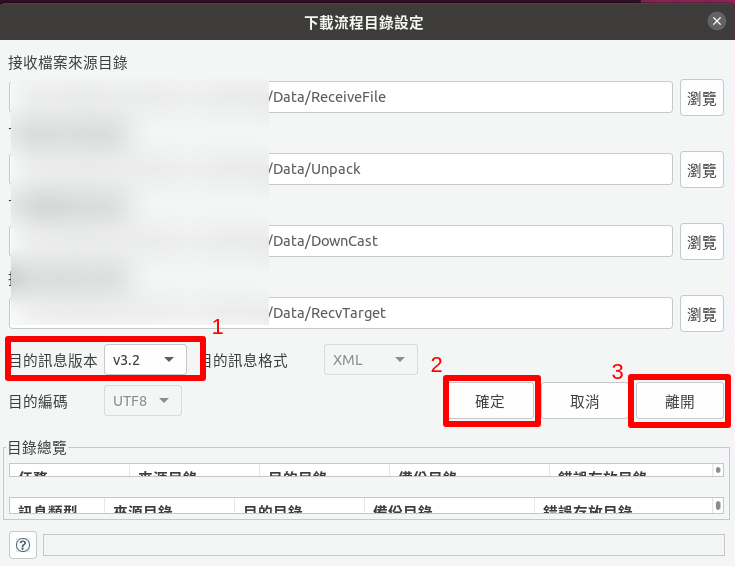 下載流程目錄設定
接收檔案來源目錄
/Data/ReceiveFile 瀏覽
/Data/Unpack 瀏覽
/Data/DownCast 瀏覽
/Data/RecvTarget 瀏覽
1
目的訊息版本 v3.2 目的訊息格式 XML
2 3
目的編碼 UTF8 確定 取消 離開
目錄總覽
任務 來源目錄 目的目錄 備份目錄 錯誤存放目錄
訊息類型 來源目錄 目的目錄 備份目錄 錯誤存放目錄
?